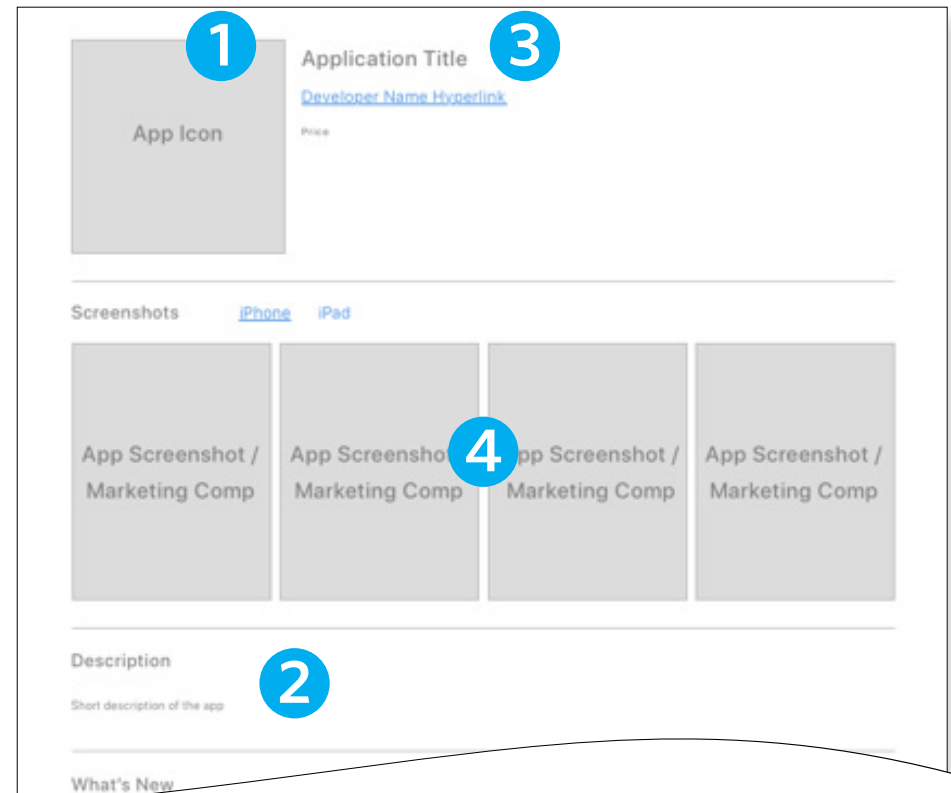 1
App Icon
Application Title
3
Developer Name Hyperlink
Price
Screenshots iPhone iPad
App Screenshot /
Marketing Comp
App Screensho
Marketing Comp
4
pp Screenshot /
Marketing Comp
App Screenshot /
Marketing Comp
Description
2
Short description of the app
What's New